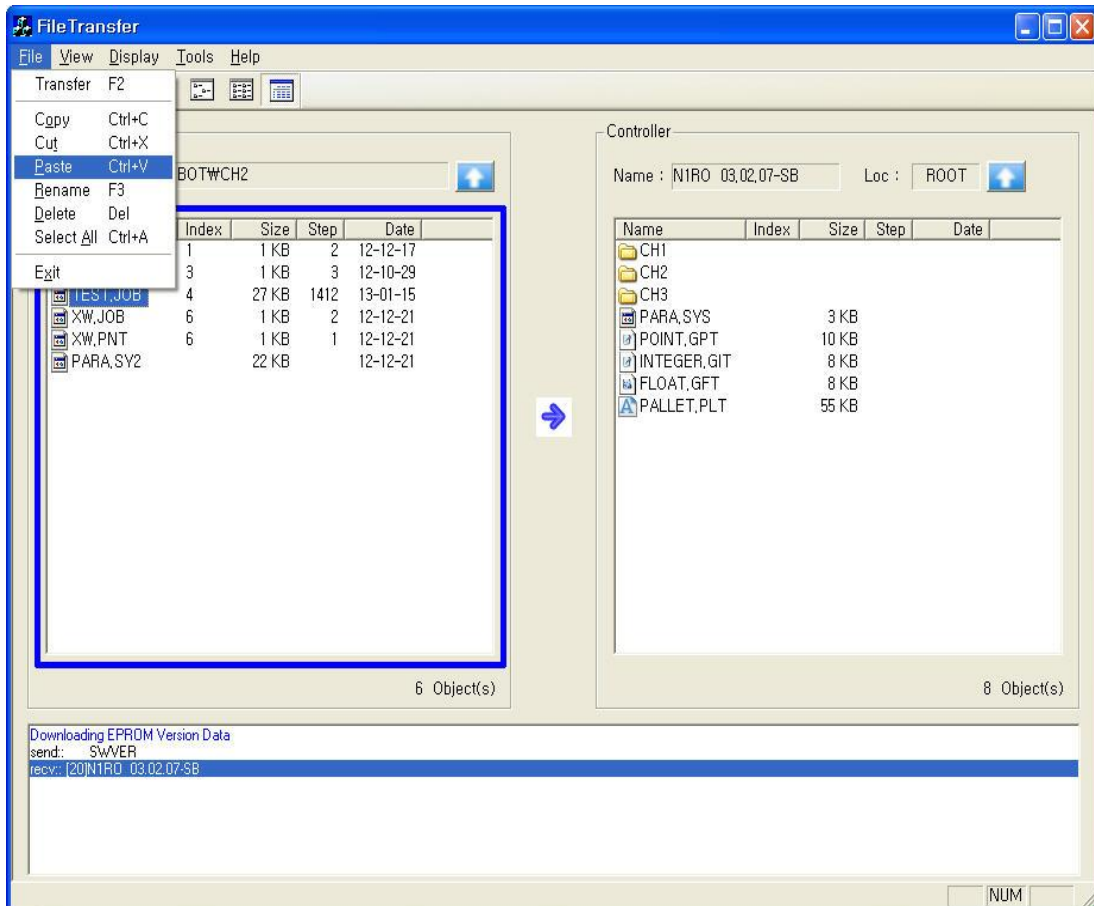 FileTransfer
File View Display Tools Help
Transfer F2
Copy Ctrl+C
Cut Ctrl+X
Paste Ctrl+V
Rename F3
Delete Del
Select All Ctrl+A
Exit
BOT₩CH2
Index Size Step Date
1 1 KB 2 12-12-17
3 1 KB 3 12-10-29
TEST.JOB 4 27 KB 1412 13-01-15
XW.JOB 6 1 KB 2 12-12-21
XW.PNT 6 1 KB 1 12-12-21
PARA.SY2 22 KB 12-12-21
6 Object(s)
Controller
Name : N1RO 03.02.07-SB Loc : ROOT
Name Index Size Step Date
CH1
CH2
CH3
PARA.SYS 3 KB
POINT.GPT 10 KB
INTEGER.GIT 8 KB
FLOAT.GFT 8 KB
PALLET.PLT 55 KB
8 Object(s)
Downloading EPROM Version Data
send:: SWVER
recv:: [20]N1RO 03.02.07-SB
NUM